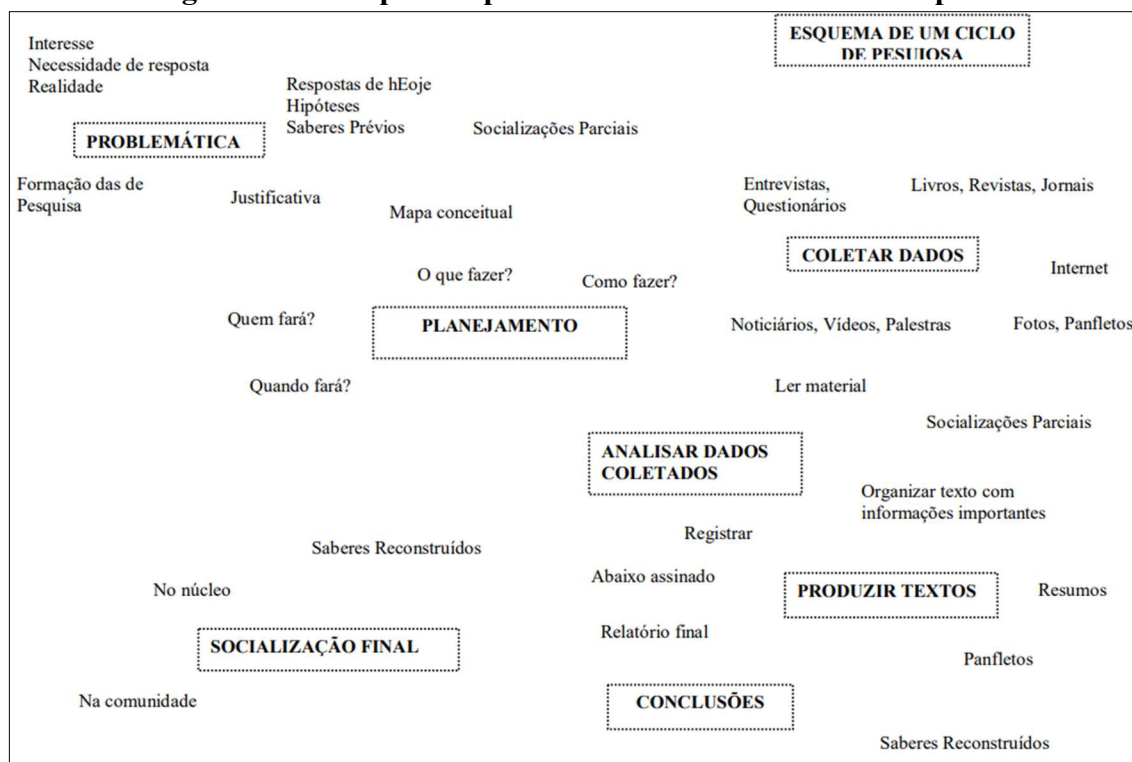 ESQUEMA DE UM CICLO
DE PESUIOSA
Interesse
Necessidade de resposta
Realidade
Respostas de hEoje
Hipóteses
Saberes Prévios
Socializações Parciais
PROBLEMÁTICA
Formação das de
Pesquisa
Justificativa
Mapa conceitual
Entrevistas,
Questionários
Livros, Revistas, Jornais
COLETAR DADOS
Internet
O que fazer?
Como fazer?
Quem fará?
PLANEJAMENTO
Noticiários, Vídeos, Palestras
Fotos, Panfletos
Quando fará?
Ler material
Socializações Parciais
ANALISAR DADOS
COLETADOS
Organizar texto com
informações importantes
Registrar
Saberes Reconstruídos
No núcleo
Abaixo assinado
PRODUZIR TEXTOS
Resumos
SOCIALIZAÇÃO FINAL
Relatório final
Panfletos
Na comunidade
CONCLUSÕES
Saberes Reconstruídos